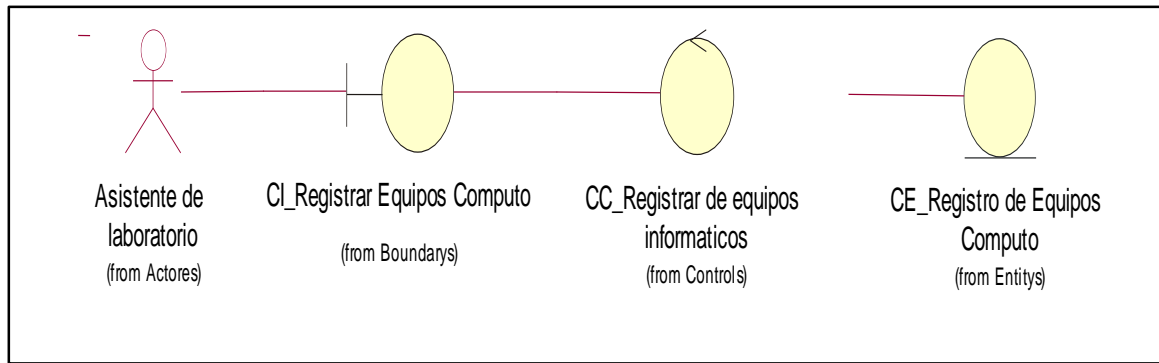 Asistente de
laboratorio
(from Actores)
CI_Registrar Equipos Computo
(from Boundarys)
CC_Registrar de equipos
informaticos
(from Controls)
CE_Registro de Equipos
Computo
(from Entitys)